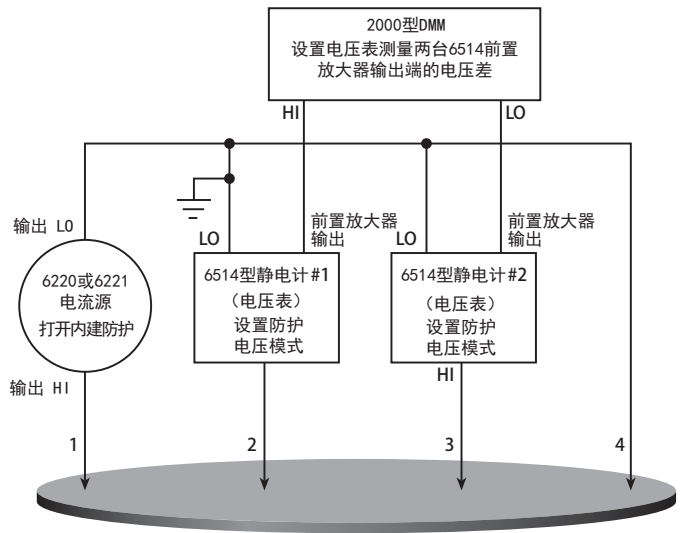 2000型DMM
设置电压表测量两台6514前置
放大器输出端的电压差
HI
LO
输出 LO
LO
前置放大器
输出
LO
前置放大器
输出
6220或6221
电流源
打开内建防护
6514型静电计#1
（电压表）
设置防护
电压模式
6514型静电计#2
（电压表）
设置防护
电压模式
输出 HI
HI
1
2
3
4